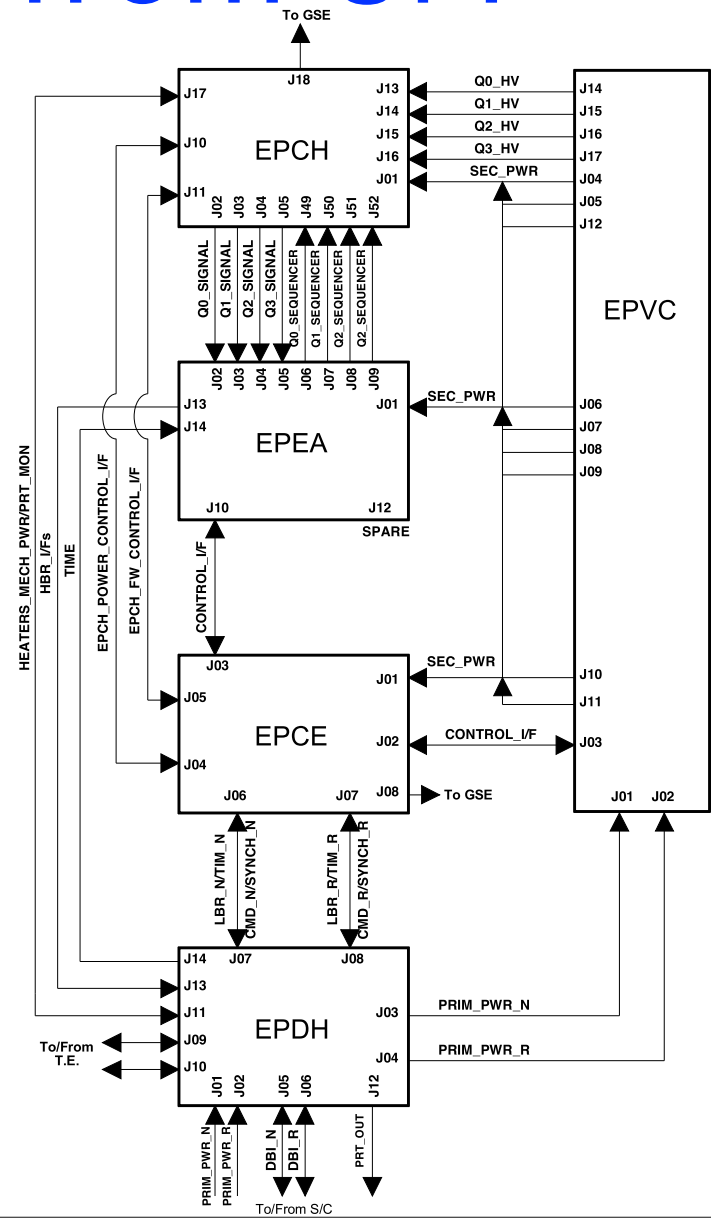 To GSE
J18
J17
J10
J11
EPCH
J13
J14
J15
J16
J01
J02
J03
J04
J05
J49
J50
J51
J52
Q0_HV
Q1_HV
Q2_HV
Q3_HV
SEC_PWR
J14
J15
J16
J17
J04
J05
J12
EPVC
Q0_SIGNAL
Q1_SIGNAL
Q2_SIGNAL
Q3_SIGNAL
Q0_SEQUENCER
Q1_SEQUENCER
Q2_SEQUENCER
Q2_SEQUENCER
J02
J03
J04
J05
J06
J07
J08
J09
J13
J14
J01
EPEA
J10
J12
SPARE
SEC_PWR
J06
J07
J08
J09
HEATERS_MECH_PWR/PRT_MON
HBR_I/Fs
TIME
EPCH_POWER_CONTROL_I/F
EPCH_FW_CONTROL_I/F
CONTROL_I/F
J03
J05
J04
EPCE
J01
J02
J08
J06
J07
SEC_PWR
J10
J11
CONTROL_I/F
J03
To GSE
J01
J02
LBR_N/TIM_N
CMD_N/SYNCH_N
LBR_R/TIM_R
CMD_R/SYNCH_R
J14
J07
J08
J13
J11
J09
J10
EPDH
J03
J04
PRIM_PWR_N
PRIM_PWR_R
To/From
T.E.
J01
J02
J05
J06
J12
PRIM_PWR_N
PRIM_PWR_R
DBI_N
DBI_R
PRT_OUT
To/From S/C